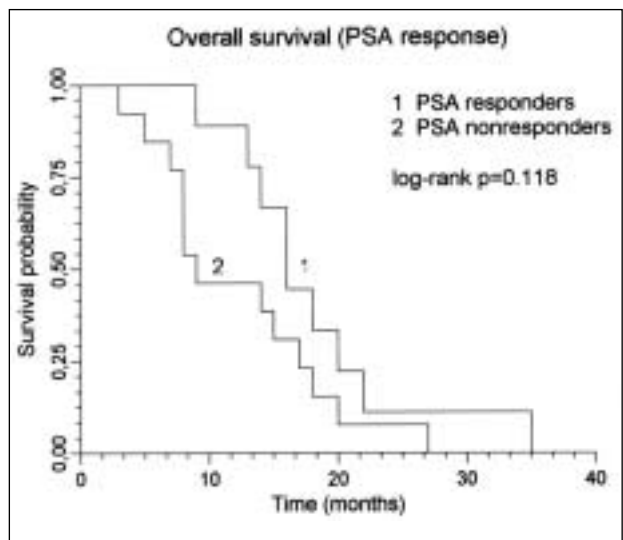 Overall survival (PSA response)
1 PSA responders
2 PSA nonresponders
log-rank p=0.118
1,00
0,75
0,50
0,25
0,00
Survival probability
1
2
0
10
20
30
40
Time (months)